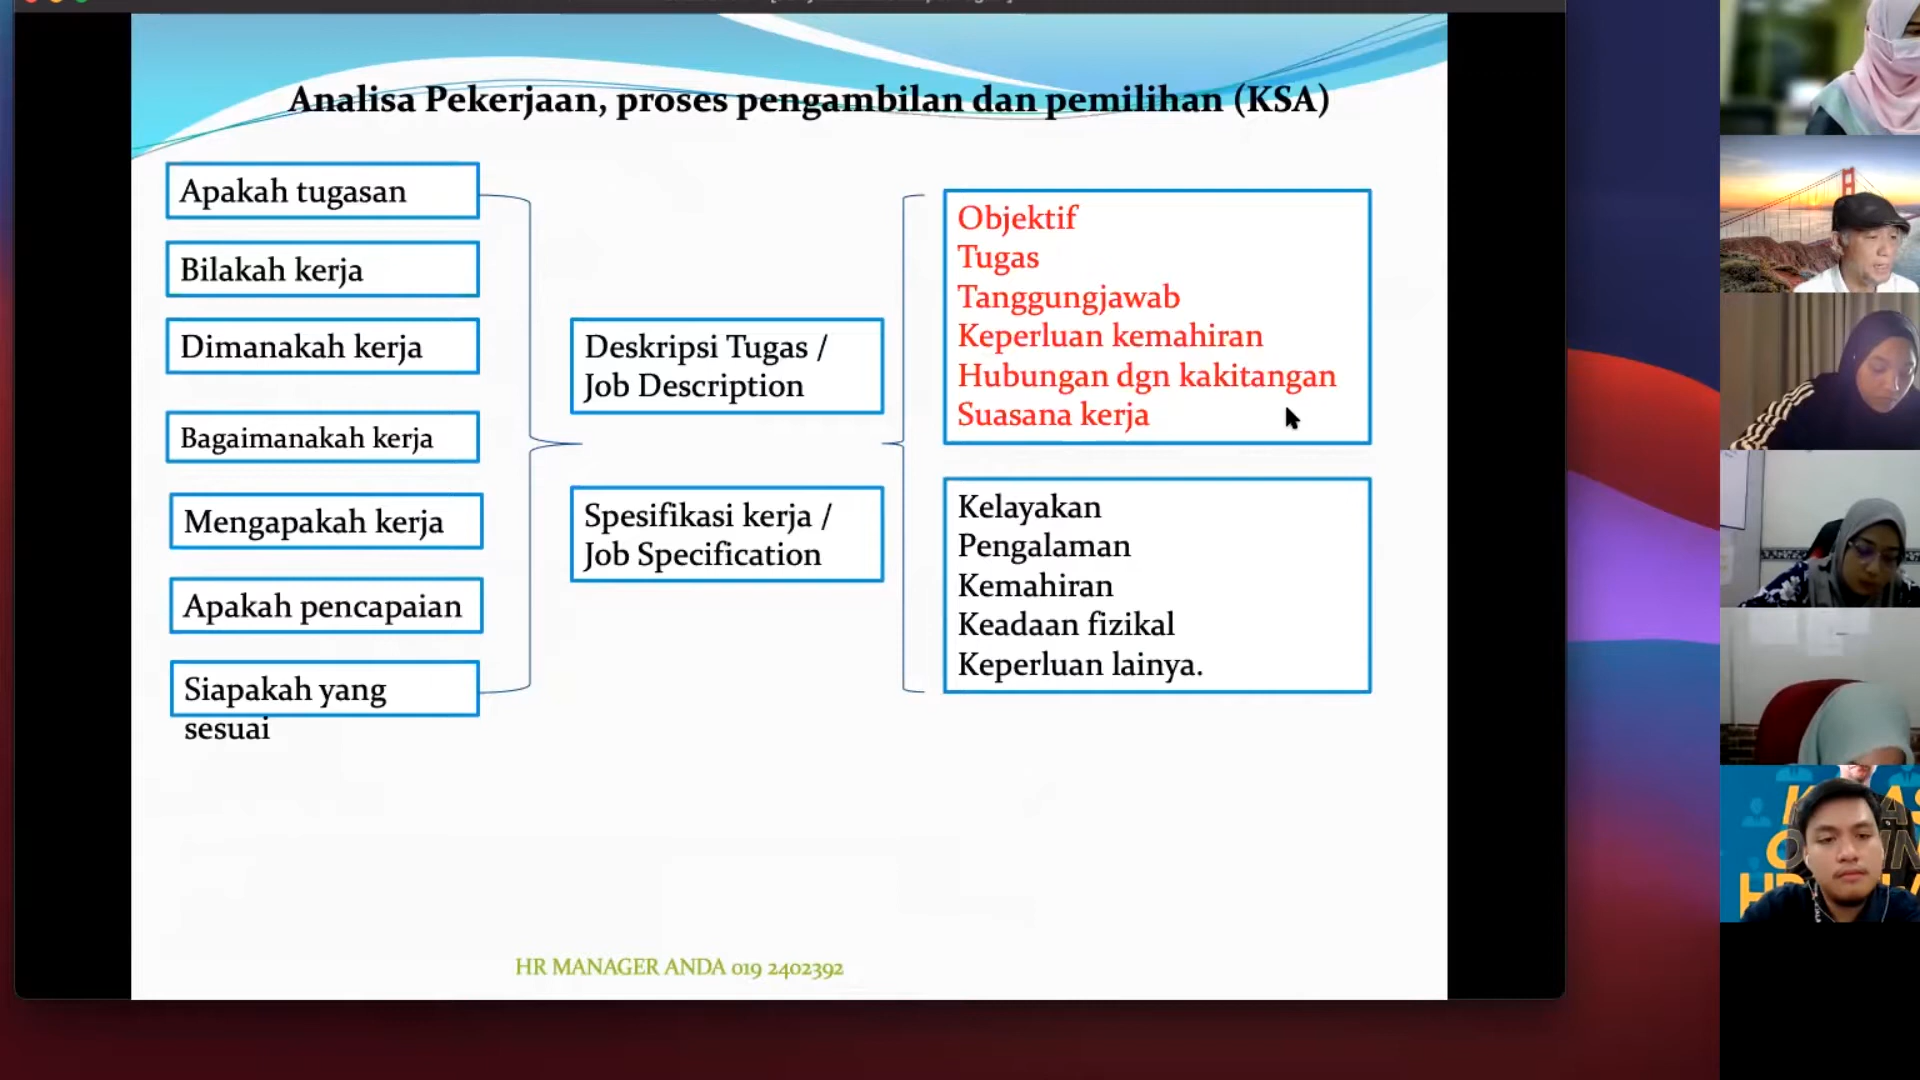 Analisa Pekerjaan, proses pengambilan dan pemilihan (KSA)
Apakah tugasan
Bilakah kerja
Dimanakah kerja
Bagaimanakah kerja
Mengapakah kerja
Apakah pencapaian
Siapakah yang
sesuai
Deskripsi Tugas /
Job Description
Spesifikasi kerja /
Job Specification
Objektif
Tugas
Tanggungjawab
Keperluan kemahiran
Hubungan dgn kakitangan
Suasana kerja
Kelayakan
Pengalaman
Kemahiran
Keadaan fizikal
Keperluan lainya.
HR MANAGER ANDA 019 2402392